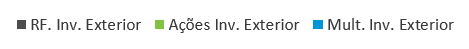 RF. Inv. Exterior Ações Inv. Exterior Mult. Inv. Exterior